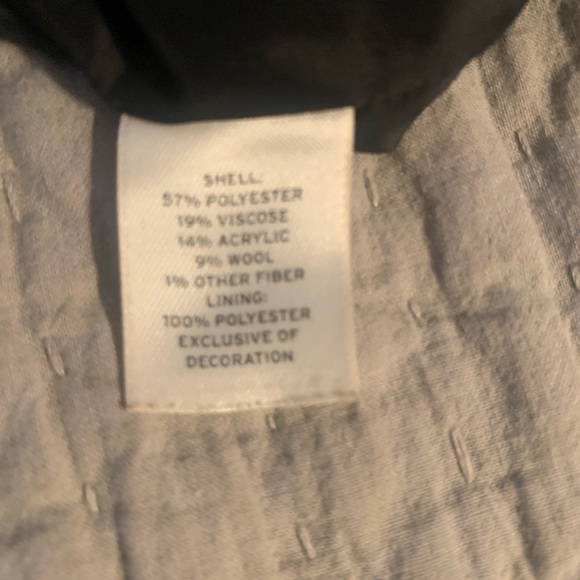 SHELL:
57% POLYESTER
19% VISCOSE
14% ACRYLIC
9% WOOL
1% OTHER FIBER
LINING:
100% POLYESTER
EXCLUSIVE OF
DECORATION